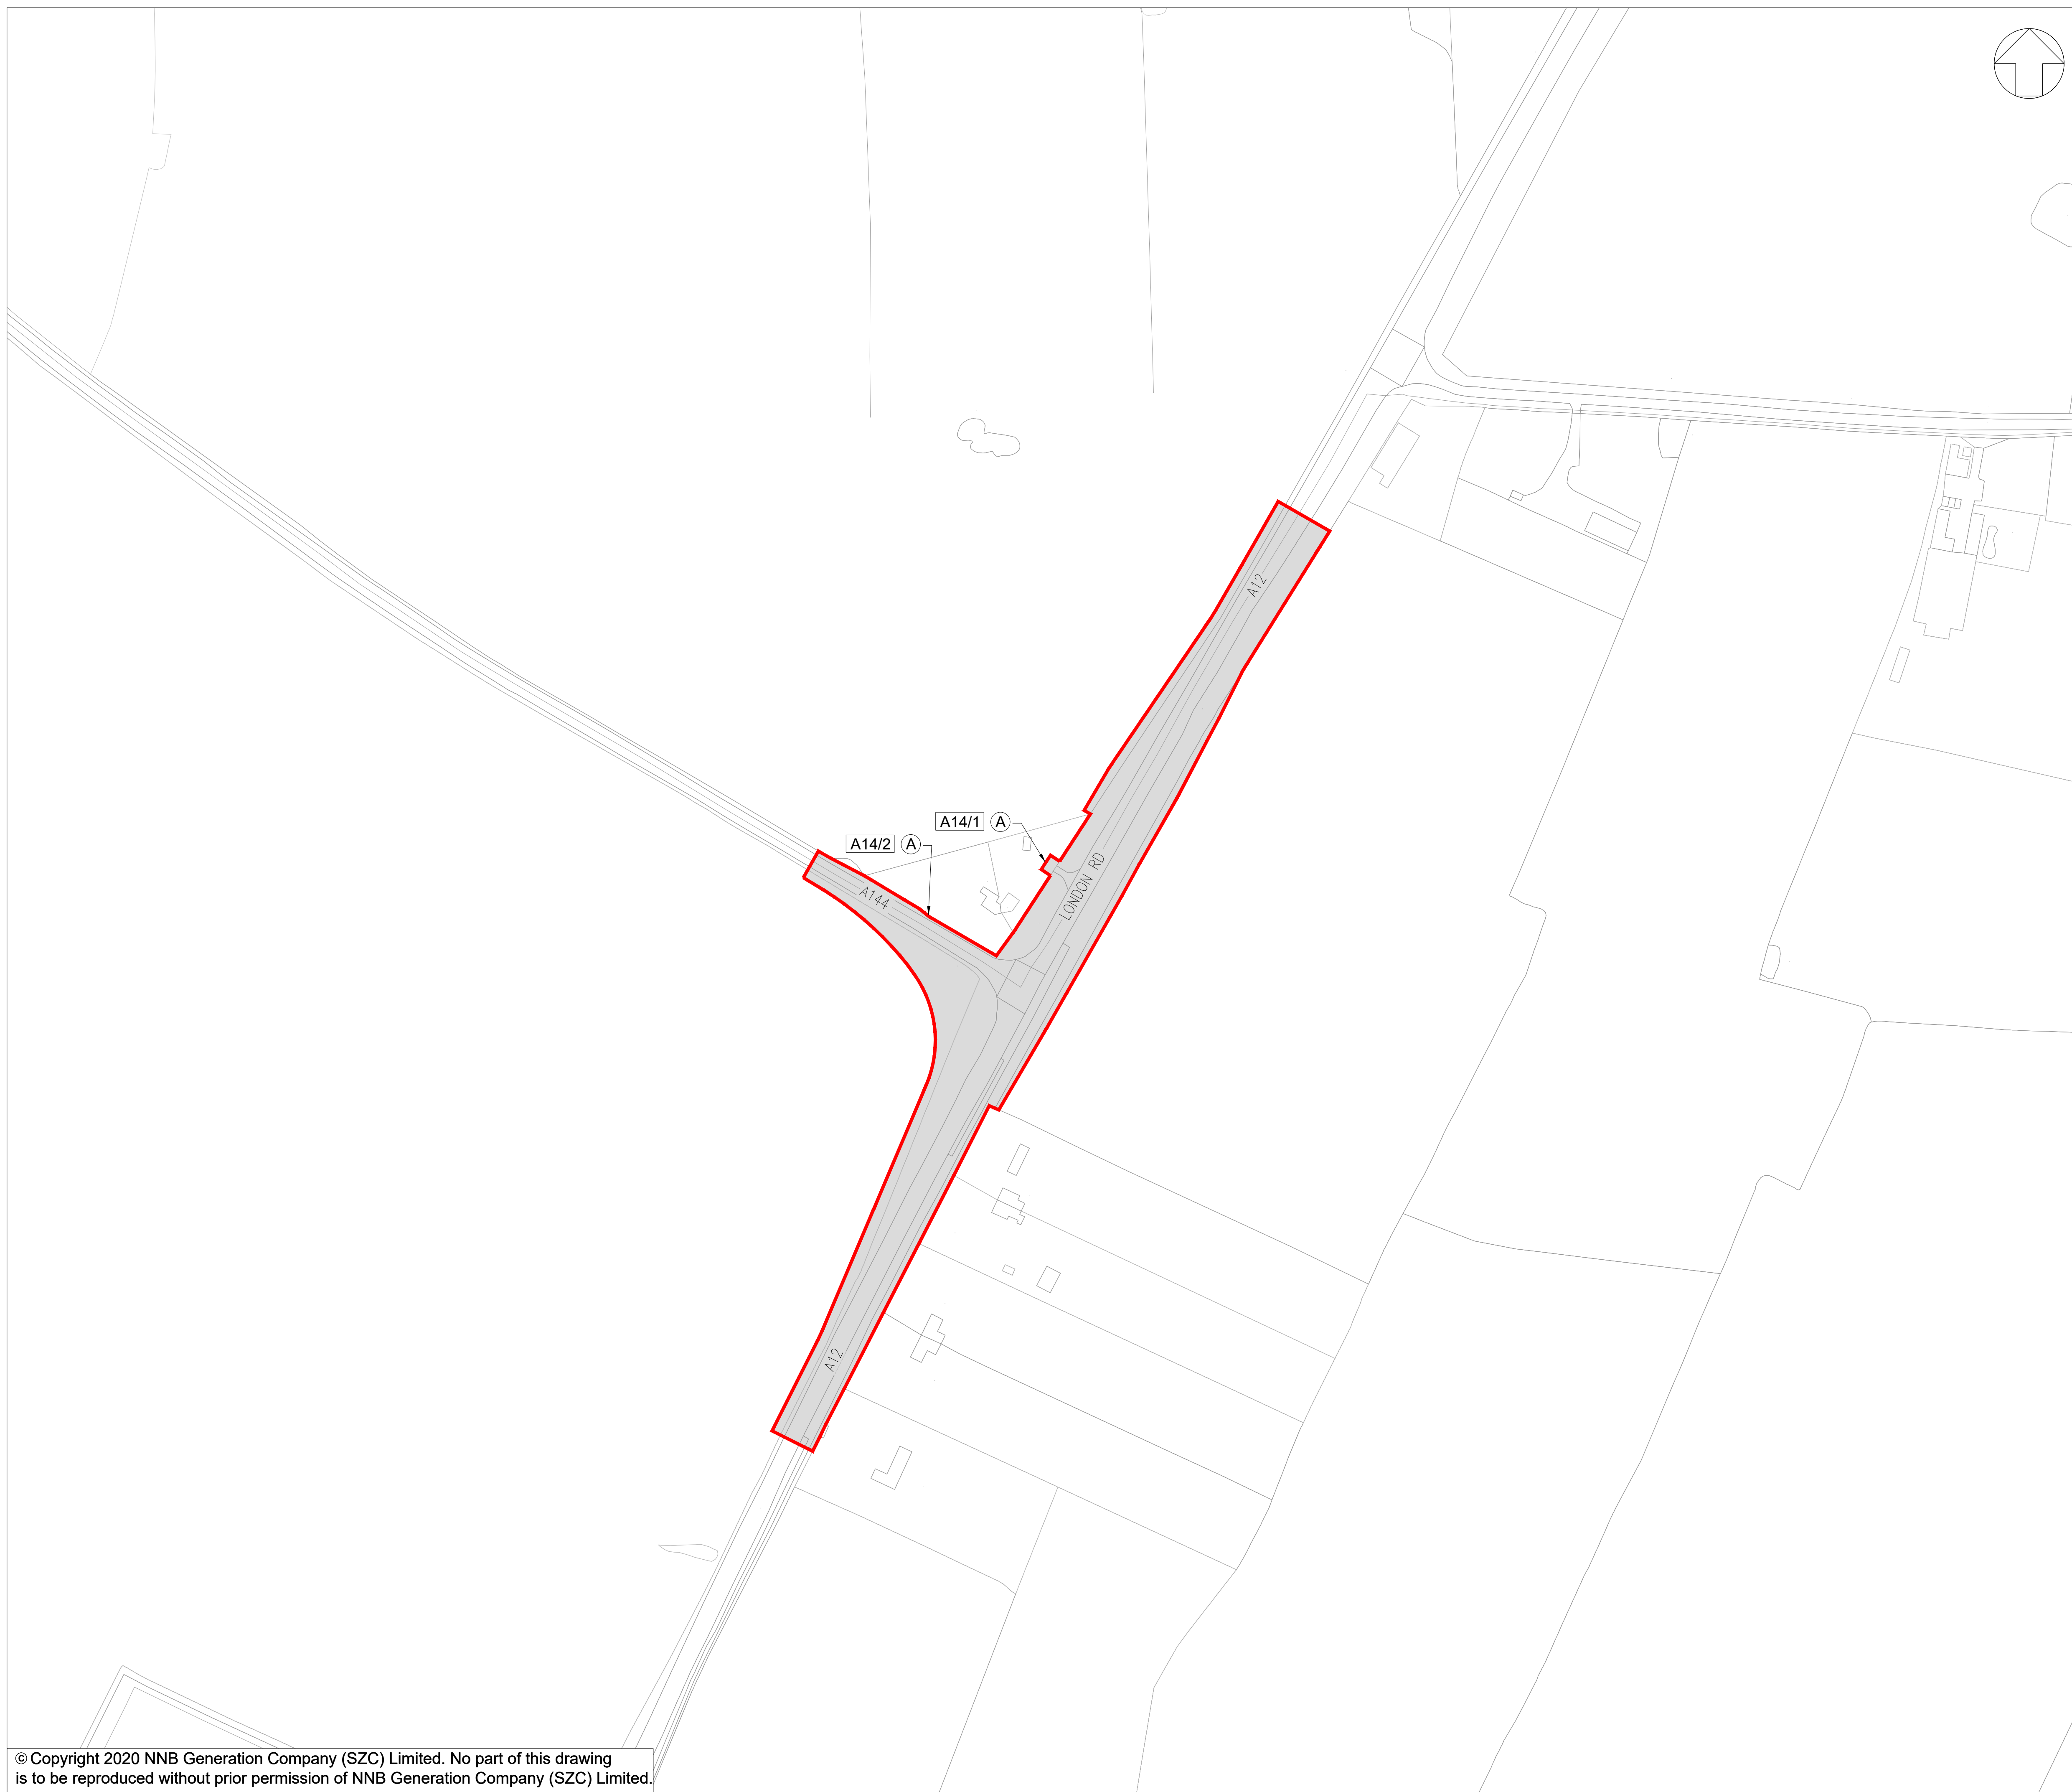 A12
A14/1 A
A14/2 A
LONDON RD
A144
A12
© Copyright 2020 NNB Generation Company (SZC) Limited. No part of this drawing
is to be reproduced without prior permission of NNB Generation Company (SZC) Limited.